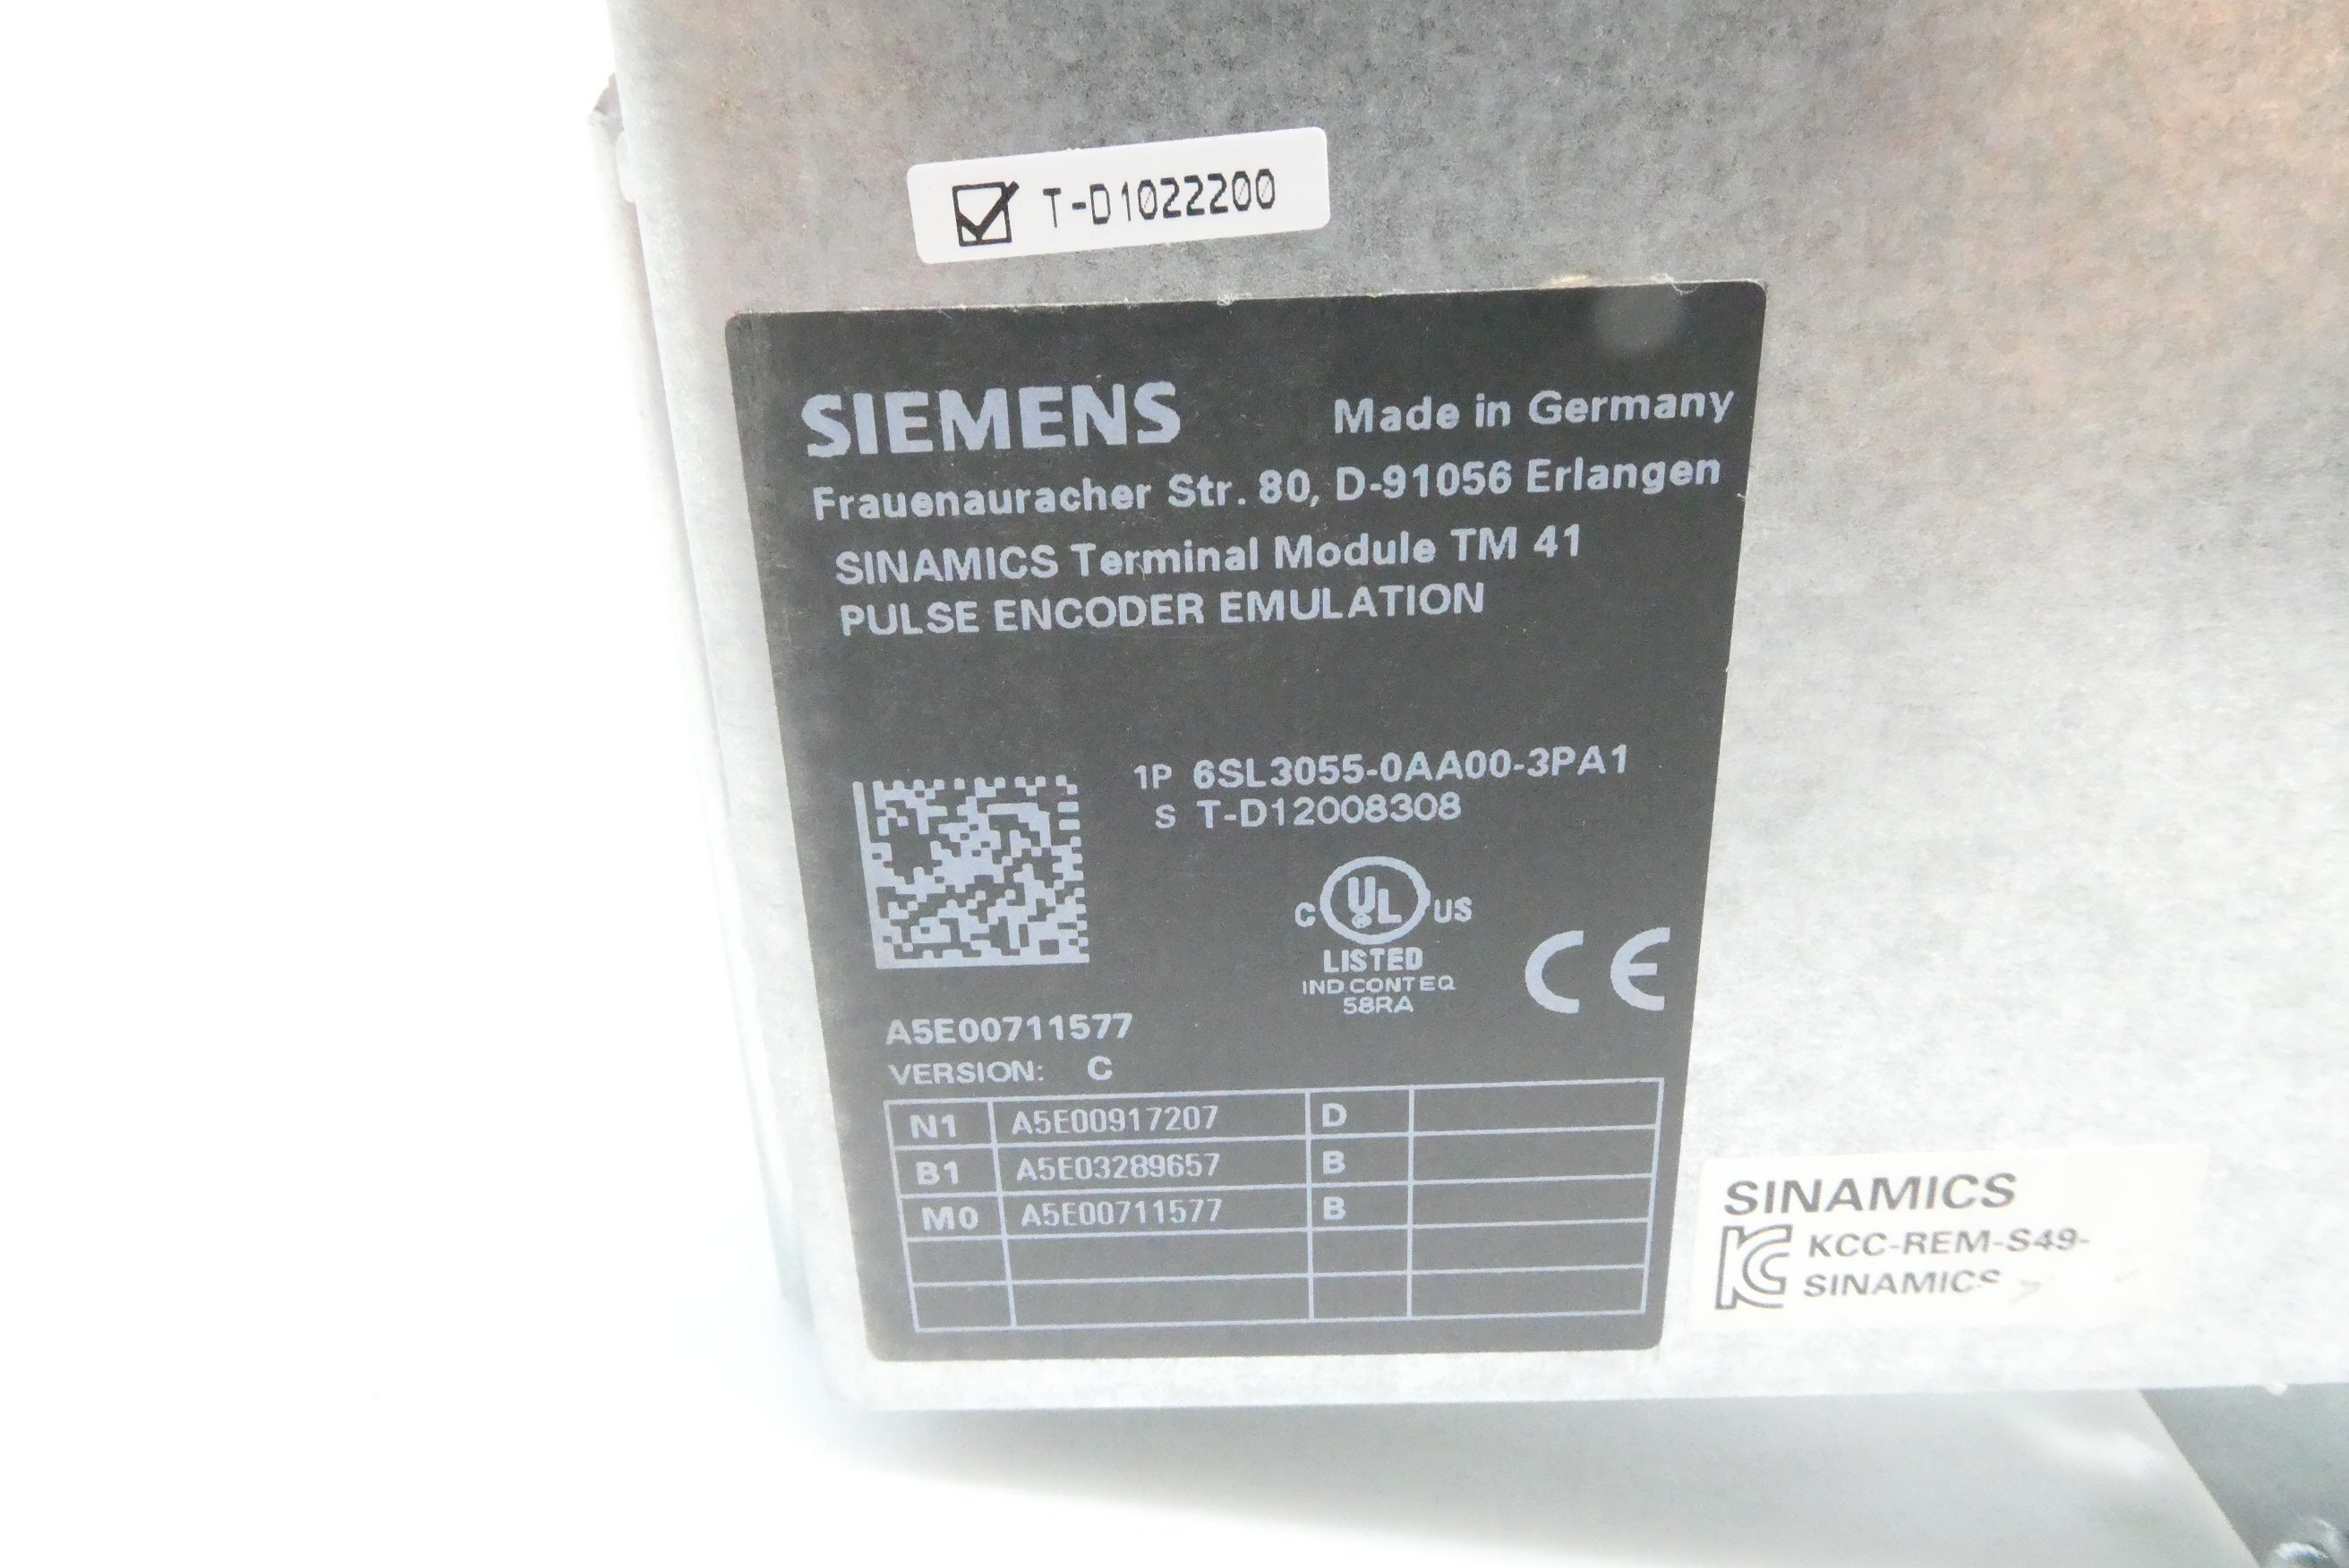 T-D1022200
SIEMENS Made in Germany
Frauenauracher Str. 80, D-91056 Erlangen
SINAMICS Terminal Module TM 41
PULSE ENCODER EMULATION
1P 6SL3055-0AA00-3PA1
S T-D12008308
C UL US
LISTED
IND.CONT EQ
58RA
CE
A5E00711577
VERSION: C
N1 A5E00917207 D
B1 A5E03289657 B
M0 A5E00711577 B
SINAMICS
KCC-REM-S49-
SINAMICS